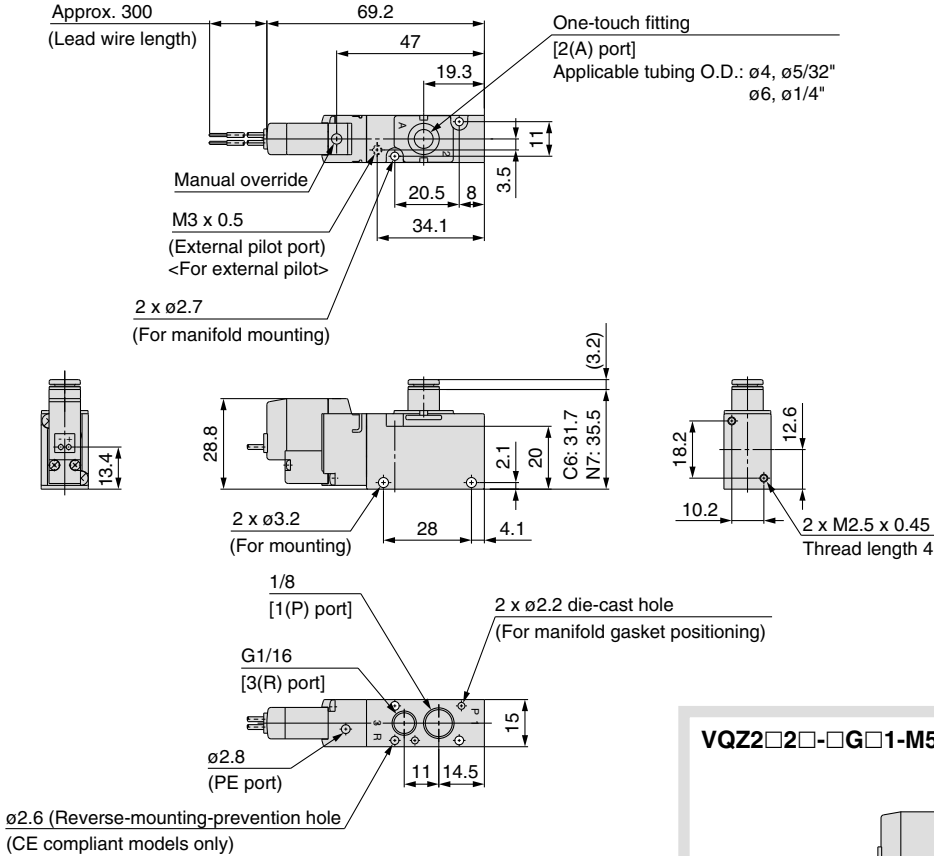 Approx. 300
(Lead wire length)
69.2
47
19.3
One-touch fitting
[2(A) port]
Applicable tubing O.D.: ø4, ø5/32"
ø6, ø1/4"
A
2
11
3.5
Manual override
20.5
8
34.1
M3 x 0.5
(External pilot port)
<For external pilot>
2 x ø2.7
(For manifold mounting)
13.4
28.8
2.1
20
C6: 31.7
N7: 35.5
(3.2)
2 x ø3.2
(For mounting)
28
4.1
18.2
12.6
10.2
2 x M2.5 x 0.45
Thread length 4
1/8
[1(P) port]
2 x ø2.2 die-cast hole
(For manifold gasket positioning)
G1/16
[3(R) port]
3 R
P 1
15
ø2.8
(PE port)
11
14.5
ø2.6 (Reverse-mounting-prevention hole
(CE compliant models only)
VQZ2□2□-□G□1-M5